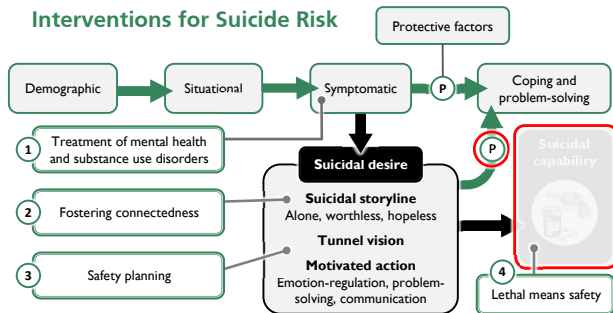 Interventions for Suicide Risk
Protective factors
Demographic
Situational
Symptomatic
P
Coping and
problem-solving
1
Treatment of mental health
and substance use disorders
P
Suicidal
capability
Suicidal desire
2
Fostering connectedness
Suicidal storyline
Alone, worthless, hopeless
Tunnel vision
3
Safety planning
Motivated action
Emotion-regulation, problem-
solving, communication
4
Lethal means safety